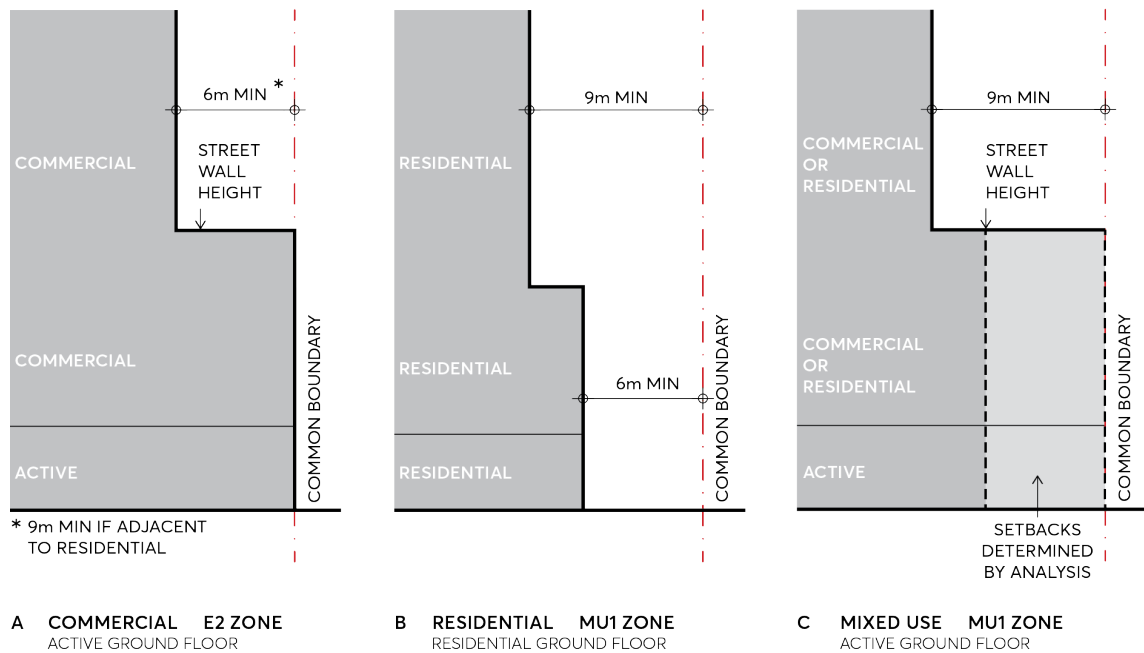 6m MIN *
STREET
WALL
HEIGHT
COMMERCIAL
COMMERCIAL
ACTIVE
COMMON BOUNDARY
* 9m MIN IF ADJACENT
TO RESIDENTIAL
A COMMERCIAL E2 ZONE
ACTIVE GROUND FLOOR
9m MIN
RESIDENTIAL
RESIDENTIAL
6m MIN
RESIDENTIAL
COMMON BOUNDARY
B RESIDENTIAL MU1 ZONE
RESIDENTIAL GROUND FLOOR
9m MIN
COMMERCIAL
OR
RESIDENTIAL
STREET
WALL
HEIGHT
COMMERCIAL
OR
RESIDENTIAL
ACTIVE
COMMON BOUNDARY
SETBACKS
DETERMINED
BY ANALYSIS
C MIXED USE MU1 ZONE
ACTIVE GROUND FLOOR